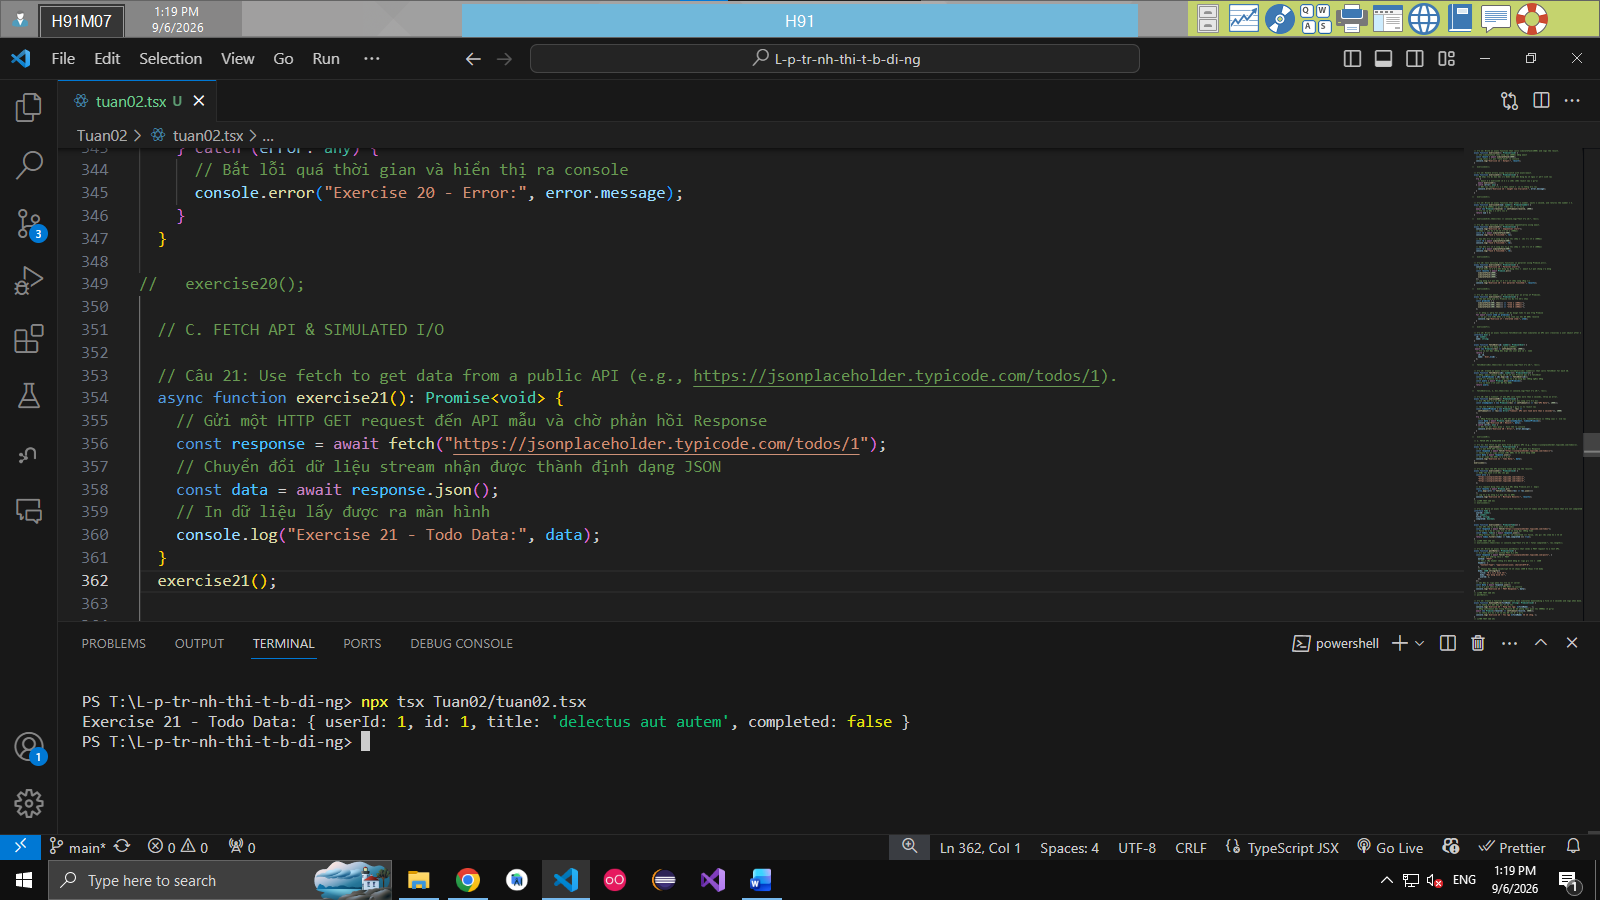 H91M07
1:19 PM
9/6/2026
H91
Q W
A S
File Edit Selection View Go Run ···
L-p-tr-nh-thi-t-b-di-ng
tuan02.tsx U
Tuan02 > tuan02.tsx > ...
343 } catch (error: any) {
344 // Bắt lỗi quá thời gian và hiển thị ra console
345 console.error("Exercise 20 - Error:", error.message);
346 }
347 }
348
349 // exercise20();
350
351 // C. FETCH API & SIMULATED I/O
352
353 // Câu 21: Use fetch to get data from a public API (e.g., https://jsonplaceholder.typicode.com/todos/1).
354 async function exercise21(): Promise<void> {
355 // Gửi một HTTP GET request đến API mẫu và chờ phản hồi Response
356 const response = await fetch("https://jsonplaceholder.typicode.com/todos/1");
357 // Chuyển đổi dữ liệu stream nhận được thành định dạng JSON
358 const data = await response.json();
359 // In dữ liệu lấy được ra màn hình
360 console.log("Exercise 21 - Todo Data:", data);
361 }
362 exercise21();
363
3
1
PROBLEMS OUTPUT TERMINAL PORTS DEBUG CONSOLE
powershell
PS T:\L-p-tr-nh-thi-t-b-di-ng> npx tsx Tuan02/tuan02.tsx
Exercise 21 - Todo Data: { userId: 1, id: 1, title: 'delectus aut autem', completed: false }
PS T:\L-p-tr-nh-thi-t-b-di-ng>
main* 0 0 0
Ln 362, Col 1 Spaces: 4 UTF-8 CRLF {} TypeScript JSX Go Live Prettier
Type here to search
ENG
1:19 PM
9/6/2026
1